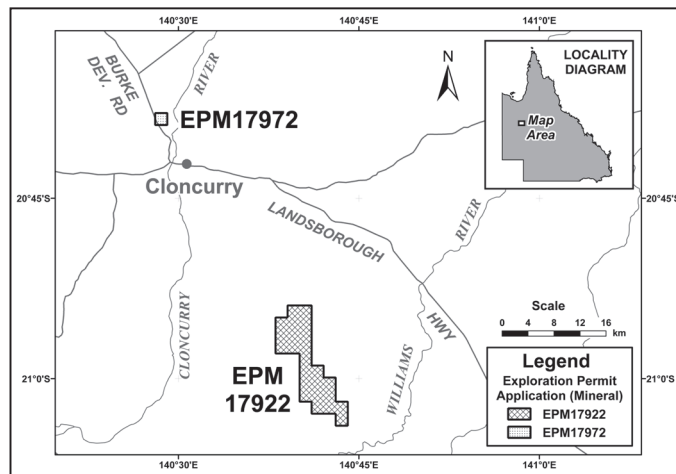 140°30'E
140°45'E
141°0'E
BURKE
DEV. RD
RIVER
N
LOCALITY
DIAGRAM
Map
Area
EPM17972
Cloncurry
20°45'S
20°45'S
LANDSBOROUGH
HWY
RIVER
CLONCURRY
WILLIAMS
Scale
0 4 8 12 16
km
EPM
17922
21°0'S
21°0'S
Legend
Exploration Permit
Application (Mineral)
EPM17922
EPM17972
140°30'E
140°45'E
141°0'E